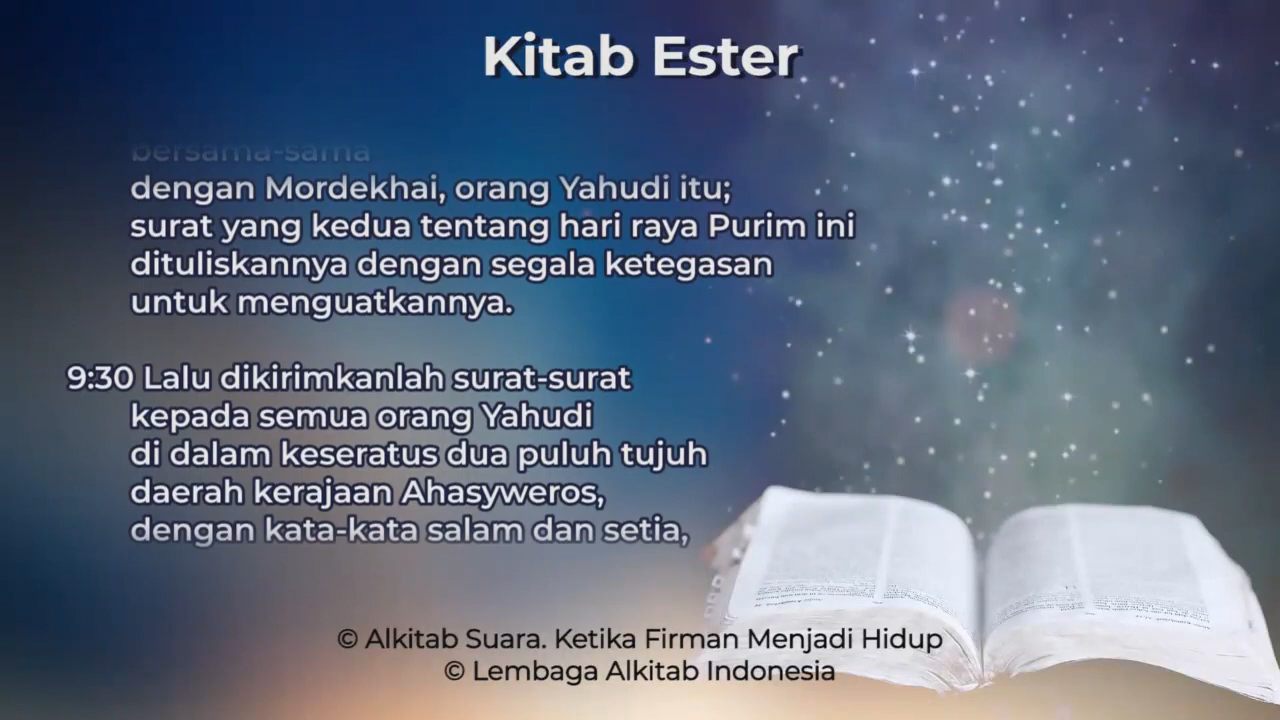 Kitab Ester
bersama-sama
dengan Mordekhai, orang Yahudi itu;
surat yang kedua tentang hari raya Purim ini
dituliskannya dengan segala ketegasan
untuk menguatkannya.
9:30 Lalu dikirimkanlah surat-surat
kepada semua orang Yahudi
di dalam keseratus dua puluh tujuh
daerah kerajaan Ahasyweros,
dengan kata-kata salam dan setia,
© Alkitab Suara. Ketika Firman Menjadi Hidup
© Lembaga Alkitab Indonesia